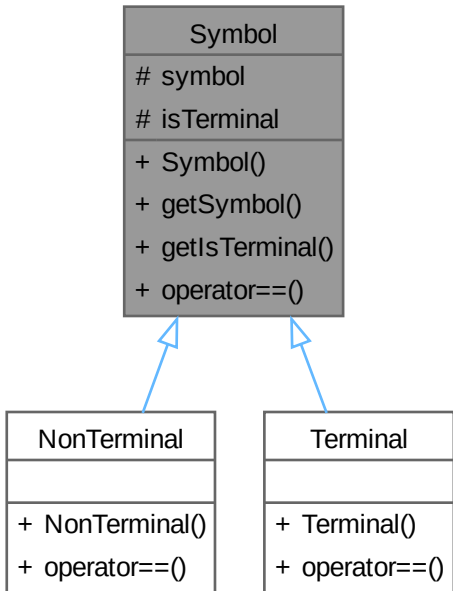 Symbol
# symbol
# isTerminal
+ Symbol()
+ getSymbol()
+ getIsTerminal()
+ operator==()
NonTerminal
+ NonTerminal()
+ operator==()
Terminal
+ Terminal()
+ operator==()